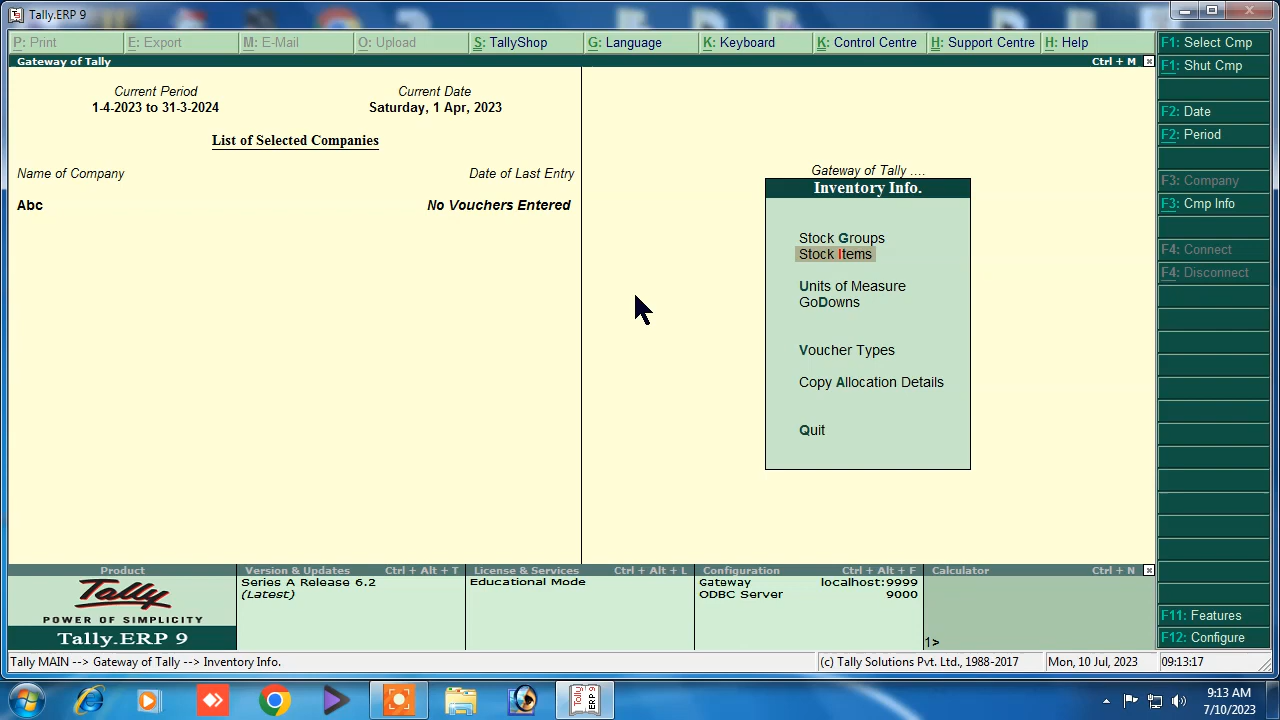 Tally.ERP 9
P: Print
E: Export
M: E-Mail
O: Upload
S: TallyShop
G: Language
K: Keyboard
K: Control Centre
H: Support Centre
H: Help
Gateway of Tally
Ctrl + M
Current Period
1-4-2023 to 31-3-2024
Current Date
Saturday, 1 Apr, 2023
List of Selected Companies
Name of Company
Date of Last Entry
Abc
No Vouchers Entered
Gateway of Tally ....
Inventory Info.
Stock Groups
Stock Items
Units of Measure
GoDowns
Voucher Types
Copy Allocation Details
Quit
F1: Select Cmp
F1: Shut Cmp
F2: Date
F2: Period
F3: Company
F3: Cmp Info
F4: Connect
F4: Disconnect
F11: Features
F12: Configure
Product
Tally
POWER OF SIMPLICITY
Tally.ERP 9
Version & Updates
Ctrl + Alt + T
Series A Release 6.2
(Latest)
License & Services
Ctrl + Alt + L
Educational Mode
Configuration
Ctrl + Alt + F
Gateway
localhost:9999
ODBC Server
9000
Calculator
Ctrl + N
1>
Tally MAIN --> Gateway of Tally --> Inventory Info.
(c) Tally Solutions Pvt. Ltd., 1988-2017
Mon, 10 Jul, 2023
09:13:17
Tally
ERP 9
9:13 AM
7/10/2023